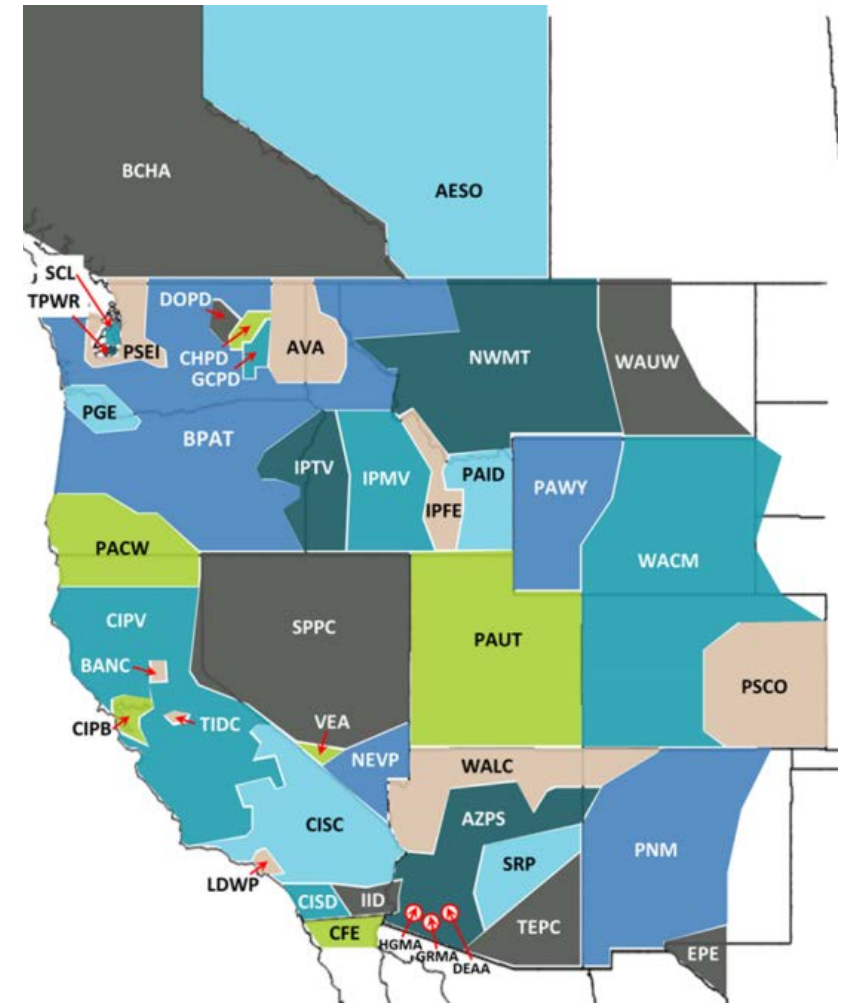 BCHA
AESO
SCL
TPWR
DOPD
PSEI
CHPD
GCPD
AVA
NWMT
WAUW
PGE
BPAT
IPTV
IPMV
IPFE
PAID
PAWY
PACW
WACM
CIPV
SPPC
PAUT
BANC
PSCO
CIPB
TIDC
VEA
NEVP
WALC
CISC
AZPS
SRP
PNM
LDWP
CISD
IID
CFE
HGMA
GRMA
DEAA
TEPC
EPE